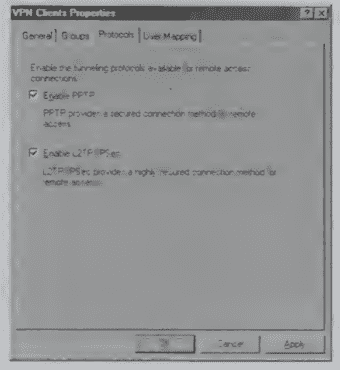 VPN Clients Properties
General Groups Protocols User Mapping
Enable the tunneling protocols available for remote access
connections.
Enable PPTP
PPTP provides a secured connection method for remote
access.
Enable L2TP/IPSec
L2TP/IPSec provides a highly secured connection method for
remote access.
OK Cancel Apply